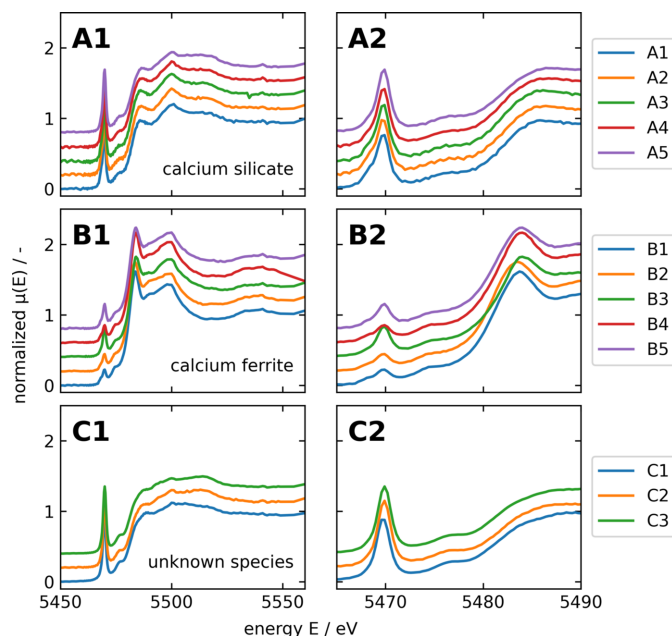 A1
A2
2
1
0
calcium silicate
A1
A2
A3
A4
A5
B1
B2
2
1
0
calcium ferrite
B1
B2
B3
B4
B5
normalized μ(E) / -
C1
C2
2
1
0
unknown species
C1
C2
C3
5450
5500
5550
5470
5480
5490
energy E / eV